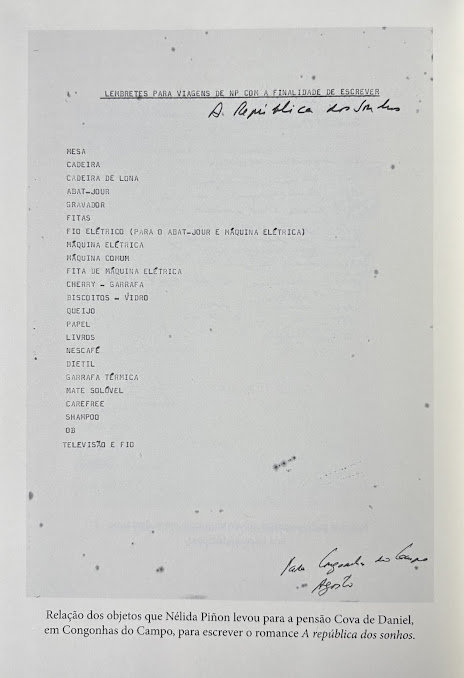 LEMBRETES PARA VIAGENS DE NP COM A FINALIDADE DE ESCREVER
A República dos Sonhos
MESA
CADEIRA
CADEIRA DE LONA
ABAT-JOUR
GRAVADOR
FITAS
FIO ELÉTRICO (PARA O ABAT-JOUR E MÁQUINA ELÉTRICA)
MÁQUINA ELÉTRICA
MÁQUINA COMUM
FITA DE MÁQUINA ELÉTRICA
CHERRY - GARRAFA
BISCOITOS - VIDRO
QUEIJO
PAPEL
LIVROS
NESCAFÉ
DIETIL
GARRAFA TÉRMICA
MATE SOLÚVEL
CAREFREE
SHAMPOO
OB
TELEVISÃO E FIO
Para Congonhas do Campo
Agosto
Relação dos objetos que Nélida Piñon levou para a pensão Cova de Daniel,
em Congonhas do Campo, para escrever o romance A república dos sonhos.